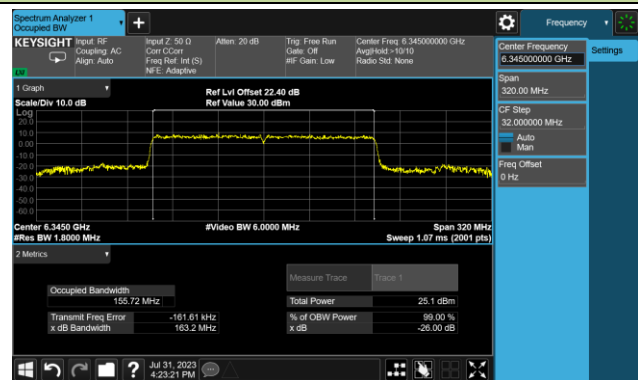 Spectrum Analyzer 1
Occupied BW
Frequency
KEYSIGHT
Input: RF
Coupling: AC
Align: Auto
Input Z: 50 Ω
Corr CCorr
Freq Ref: Int (S)
NFE: Adaptive
Atten: 20 dB
Trig: Free Run
Gate: Off
#IF Gain: Low
Center Freq: 6.345000000 GHz
Avg|Hold:>10/10
Radio Std: None
LW
Center Frequency
6.345000000 GHz
Settings
Span
320.00 MHz
CF Step
32.000000 MHz
Auto
Man
Freq Offset
0 Hz
1 Graph
Scale/Div 10.0 dB
Ref Lvl Offset 22.40 dB
Ref Value 30.00 dBm
Log
20.0
10.0
0.00
-10.0
-20.0
-30.0
-40.0
-50.0
-60.0
Center 6.3450 GHz
#Video BW 6.0000 MHz
Span 320 MHz
#Res BW 1.8000 MHz
Sweep 1.07 ms (2001 pts)
2 Metrics
Measure Trace
Trace 1
Occupied Bandwidth
155.72 MHz
Total Power
25.1 dBm
Transmit Freq Error
-161.61 kHz
% of OBW Power
99.00 %
x dB Bandwidth
163.2 MHz
x dB
-26.00 dB
Jul 31, 2023
4:23:21 PM